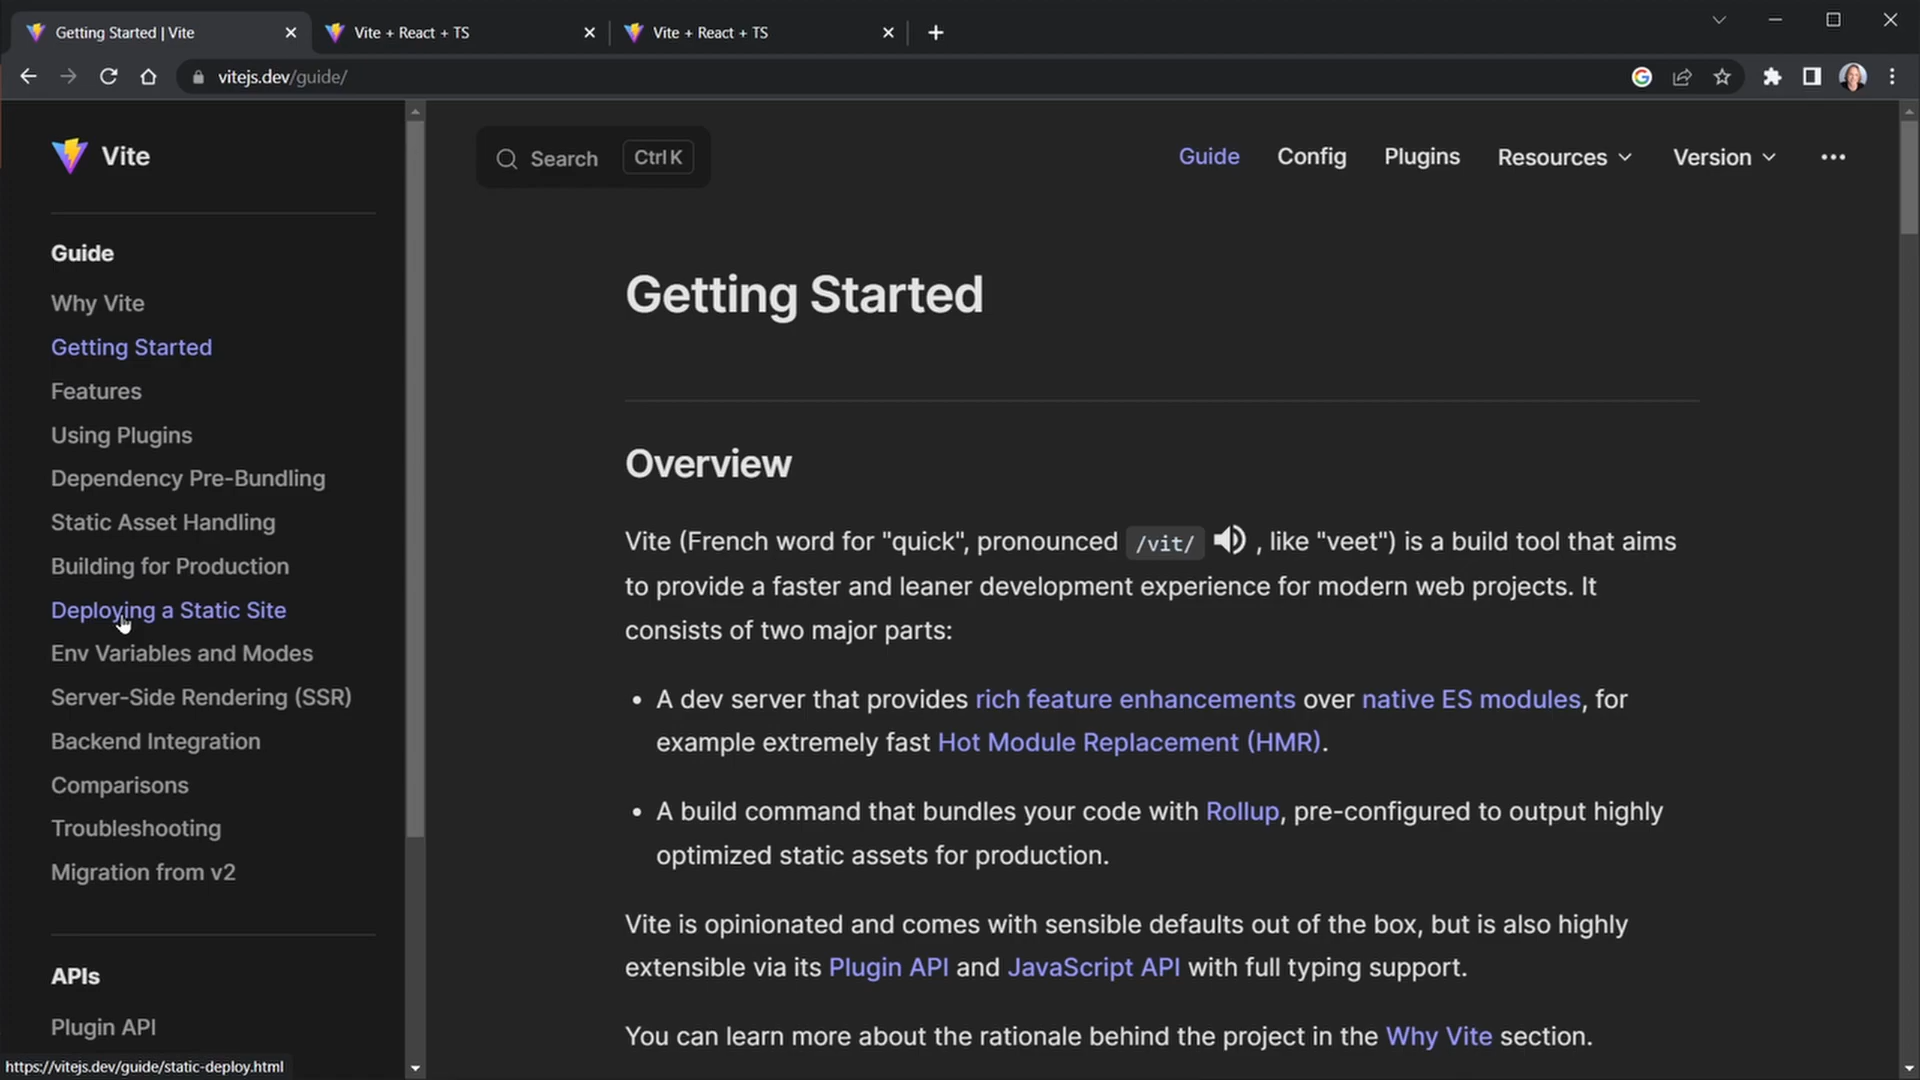 Getting Started | Vite
Vite + React + TS
Vite + React + TS
vitejs.dev/guide/
Vite
Search Ctrl K
Guide Config Plugins Resources Version
Guide
Why Vite
Getting Started
Features
Using Plugins
Dependency Pre-Bundling
Static Asset Handling
Building for Production
Deploying a Static Site
Env Variables and Modes
Server-Side Rendering (SSR)
Backend Integration
Comparisons
Troubleshooting
Migration from v2
APIs
Plugin API
https://vitejs.dev/guide/static-deploy.html
Getting Started
Overview
Vite (French word for "quick", pronounced /vit/ , like "veet") is a build tool that aims
to provide a faster and leaner development experience for modern web projects. It
consists of two major parts:
• A dev server that provides rich feature enhancements over native ES modules, for
example extremely fast Hot Module Replacement (HMR).
• A build command that bundles your code with Rollup, pre-configured to output highly
optimized static assets for production.
Vite is opinionated and comes with sensible defaults out of the box, but is also highly
extensible via its Plugin API and JavaScript API with full typing support.
You can learn more about the rationale behind the project in the Why Vite section.